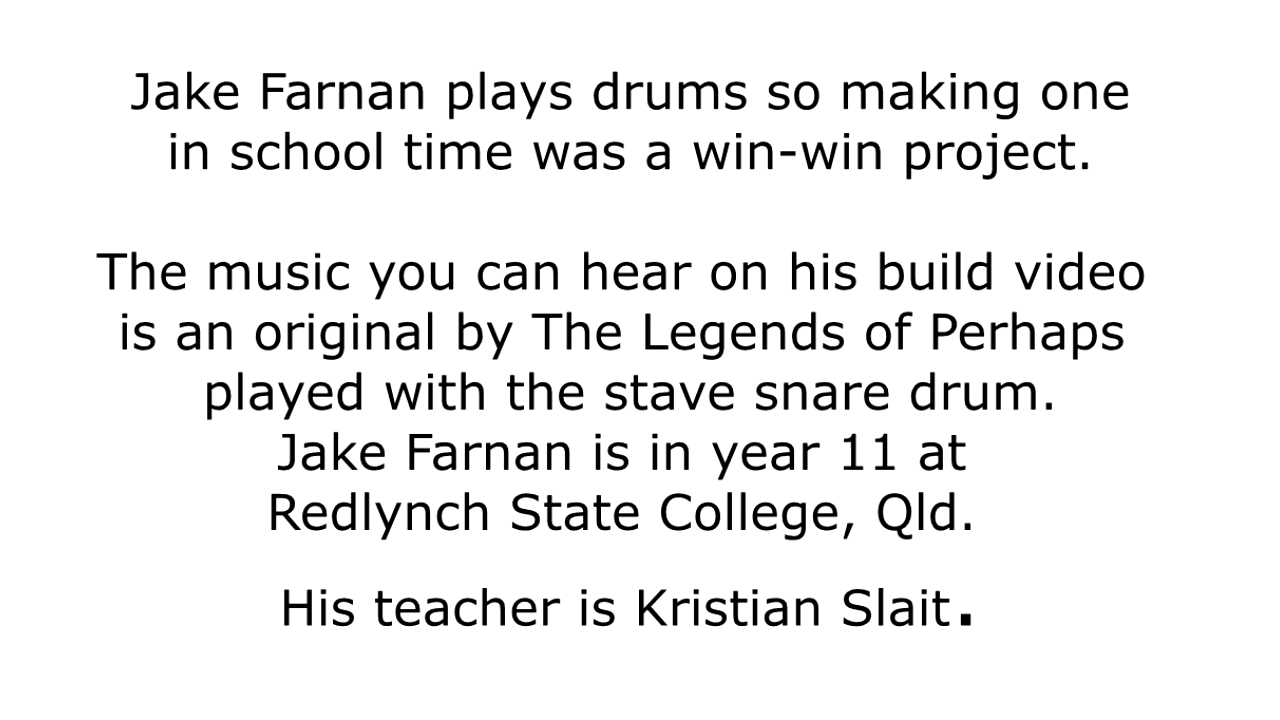 Jake Farnan plays drums so making one
in school time was a win-win project.
The music you can hear on his build video
is an original by The Legends of Perhaps
played with the stave snare drum.
Jake Farnan is in year 11 at
Redlynch State College, Qld.
His teacher is Kristian Slait.